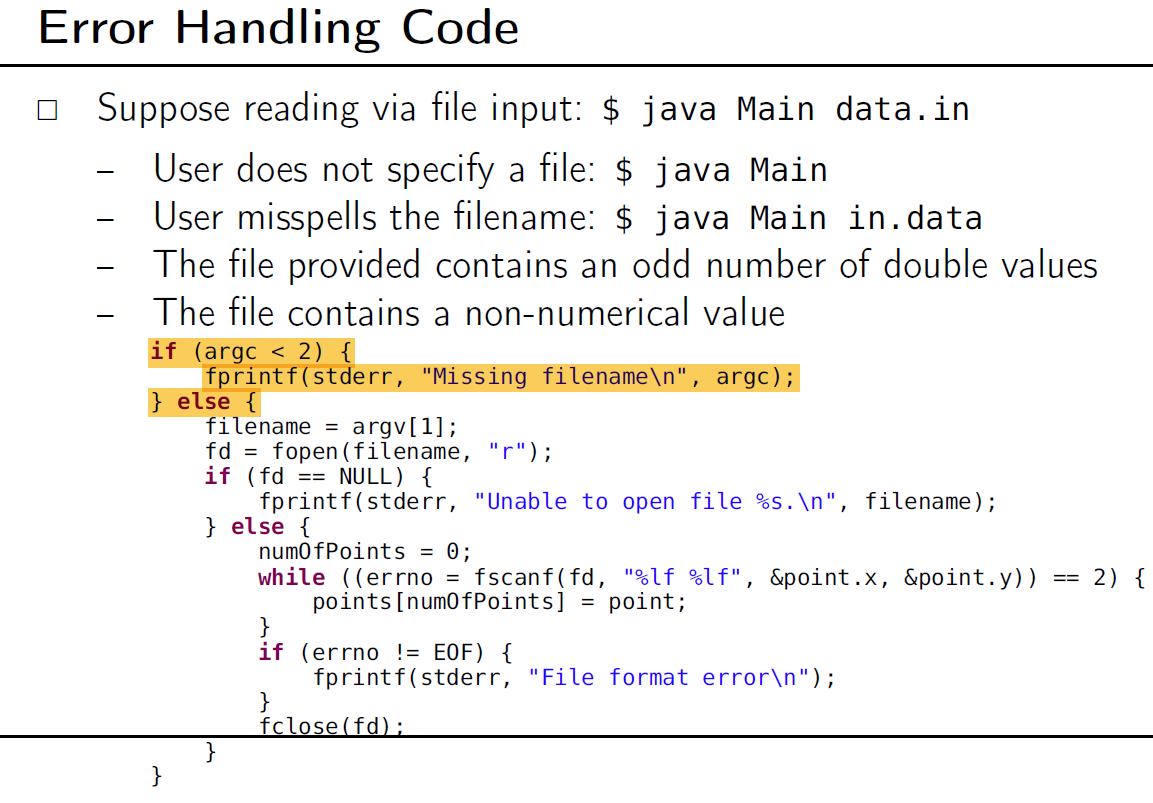 Error Handling Code
□ Suppose reading via file input: $ java Main data.in
– User does not specify a file: $ java Main
– User misspells the filename: $ java Main in.data
– The file provided contains an odd number of double values
– The file contains a non-numerical value
if (argc < 2) {
    fprintf(stderr, "Missing filename\n", argc);
} else {
    filename = argv[1];
    fd = fopen(filename, "r");
    if (fd == NULL) {
        fprintf(stderr, "Unable to open file %s.\n", filename);
    } else {
        numOfPoints = 0;
        while ((errno = fscanf(fd, "%lf %lf", &point.x, &point.y)) == 2) {
            points[numOfPoints] = point;
        }
        if (errno != EOF) {
            fprintf(stderr, "File format error\n");
        }
        fclose(fd);
    }
}